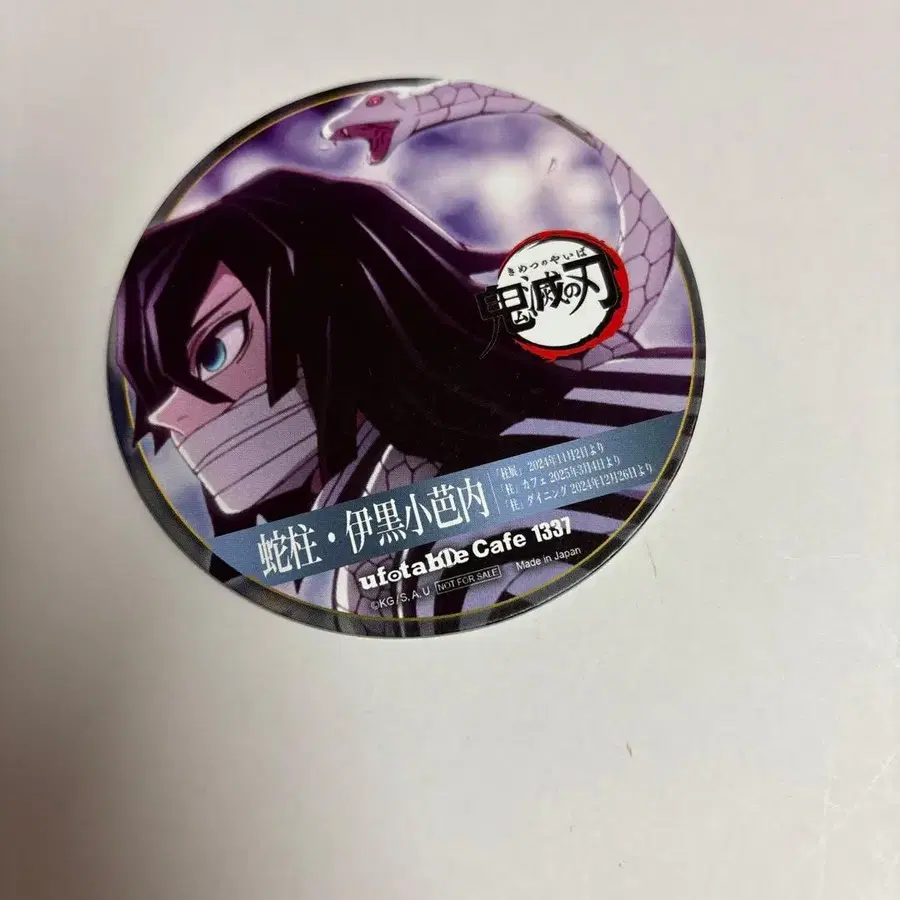 きめつのやいば
鬼滅の刃
「柱展」 2024年11月2日より
「柱」カフェ 2025年3月4日より
「柱」ダイニング 2024年12月26日より
蛇柱・伊黒小芭内
ufotable Cafe 1337
©KG/S,A,U NOT FOR SALE Made in Japan